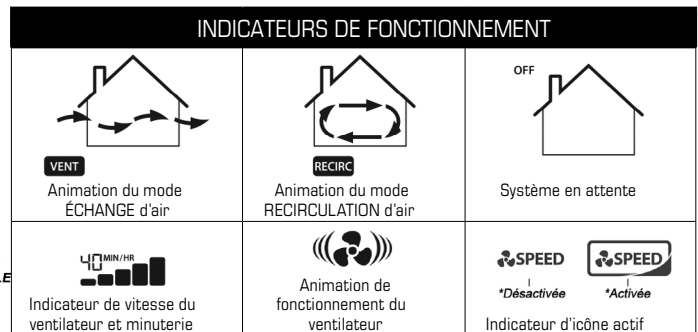 INDICATEURS DE FONCTIONNEMENT
VENT
Animation du mode
ÉCHANGE d'air
RECIRC
Animation du mode
RECIRCULATION d'air
OFF
Système en attente
LE
40 MIN/HR
Indicateur de vitesse du
ventilateur et minuterie
Animation de
fonctionnement du
ventilateur
SPEED SPEED
*Désactivée *Activée
Indicateur d'icône actif